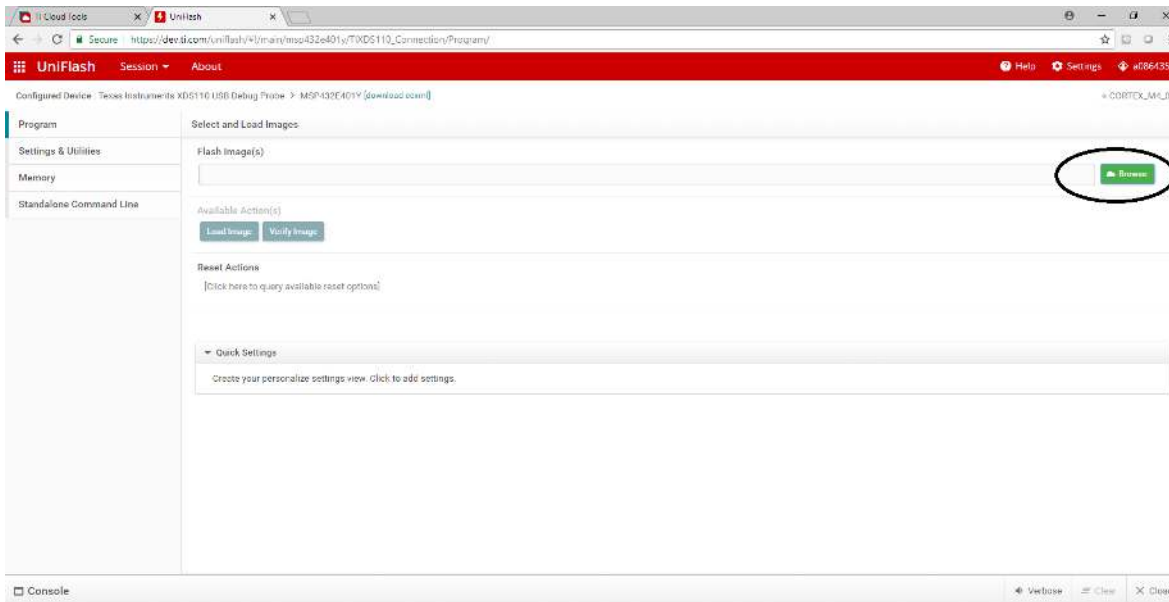 TI Cloud Tools
UniFlash
Secure
https://dev.ti.com/uniflash/#!/main/msp432e401y/TIXDS110_Connection/Program/
UniFlash Session About
Help Settings a086435
Configured Device : Texas Instruments XDS110 USB Debug Probe > MSP432E401Y [download ccxml]
CORTEX_M4_0
Program
Settings & Utilities
Memory
Standalone Command Line
Select and Load Images
Flash Image(s)
Browse
Available Action(s)
Load Image Verify Image
Reset Actions
[Click here to query available reset options]
Quick Settings
Create your personalize settings view. Click to add settings.
Console
Verbose Clear Close